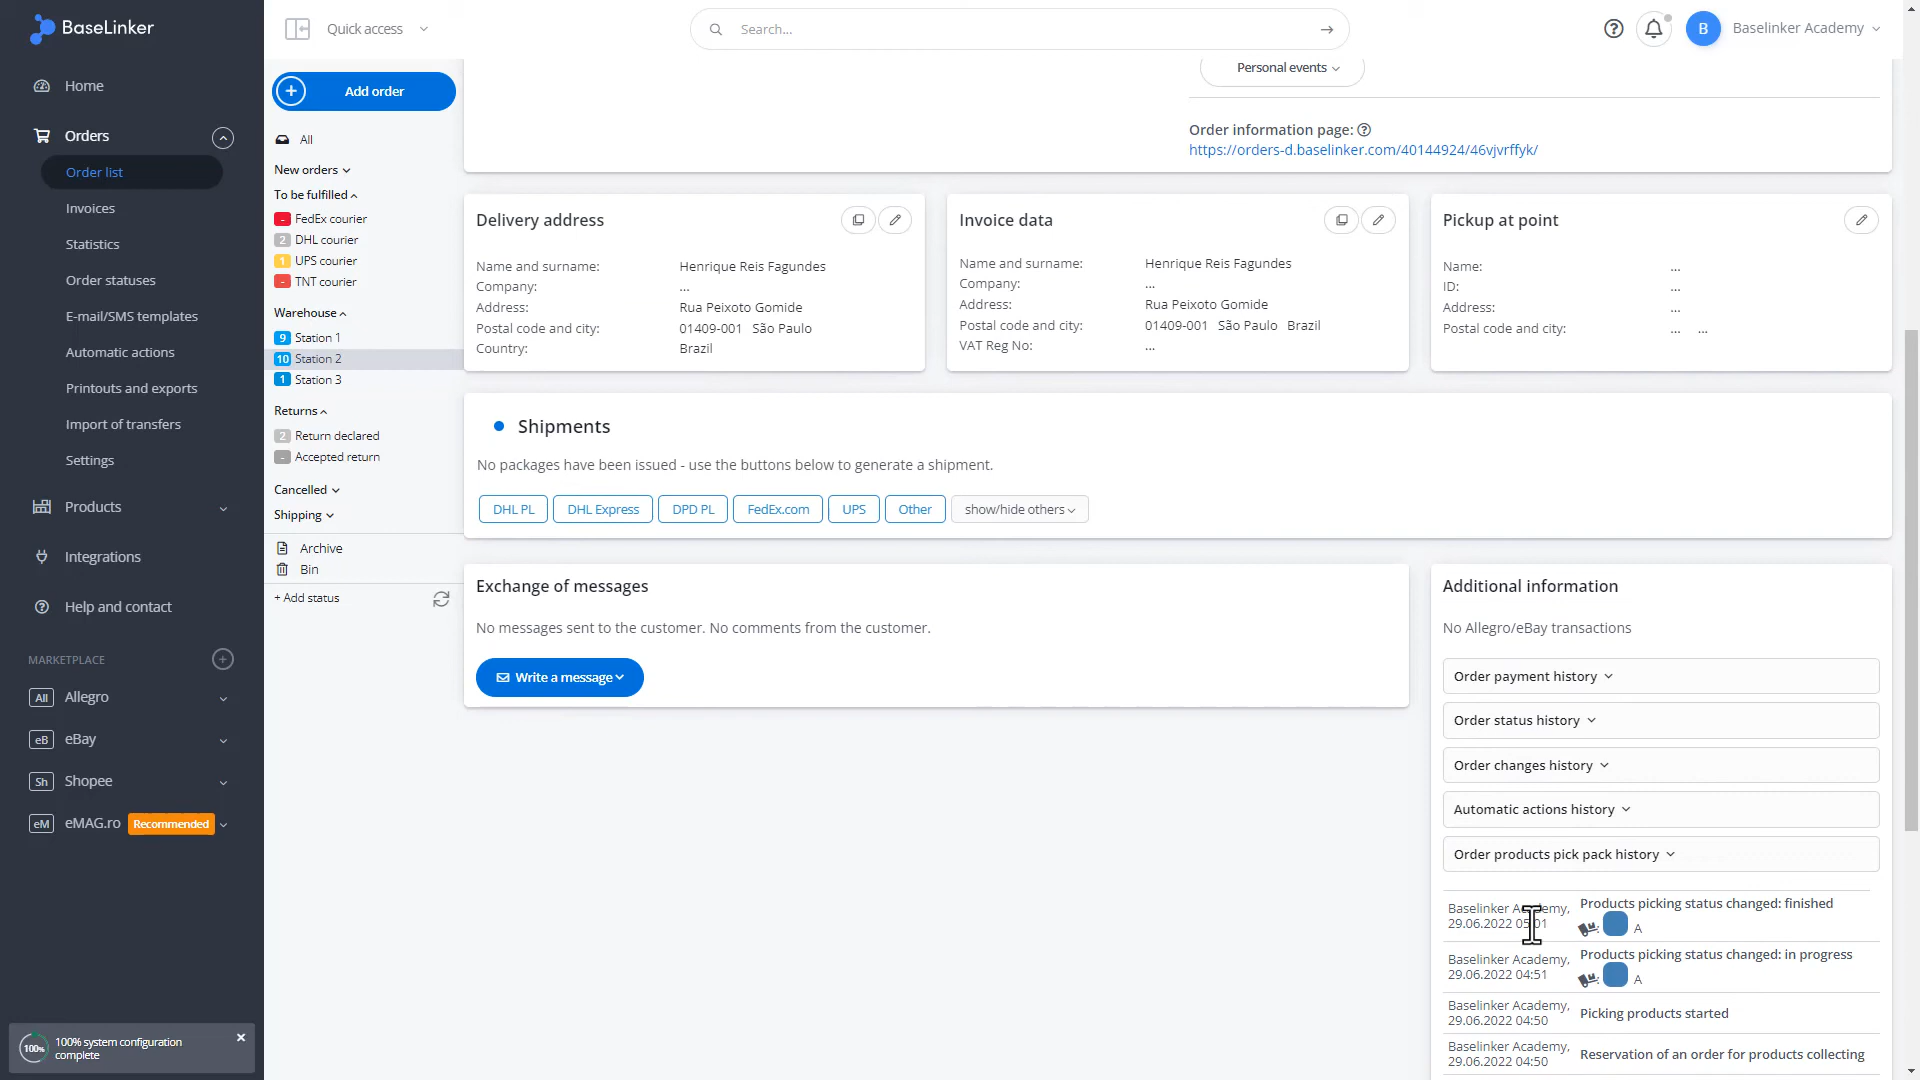 BaseLinker
Quick access
Search...
B
Baselinker Academy
Home
Orders
Order list
Invoices
Statistics
Order statuses
E-mail/SMS templates
Automatic actions
Printouts and exports
Import of transfers
Settings
Products
Integrations
Help and contact
MARKETPLACE
All Allegro
eB eBay
Sh Shopee
eM eMAG.ro Recommended
100% 100% system configuration
complete
Add order
All
New orders
To be fulfilled
- FedEx courier
2 DHL courier
1 UPS courier
- TNT courier
Warehouse
9 Station 1
10 Station 2
1 Station 3
Returns
2 Return declared
- Accepted return
Cancelled
Shipping
Archive
Bin
+ Add status
Personal events
Order information page:
https://orders-d.baselinker.com/40144924/46vjvrffyk/
Delivery address
Name and surname: Henrique Reis Fagundes
Company: ...
Address: Rua Peixoto Gomide
Postal code and city: 01409-001 São Paulo
Country: Brazil
Invoice data
Name and surname: Henrique Reis Fagundes
Company: ...
Address: Rua Peixoto Gomide
Postal code and city: 01409-001 São Paulo Brazil
VAT Reg No: ...
Pickup at point
Name: ...
ID: ...
Address: ...
Postal code and city: ... ...
Shipments
No packages have been issued - use the buttons below to generate a shipment.
DHL PL DHL Express DPD PL FedEx.com UPS Other show/hide others
Exchange of messages
No messages sent to the customer. No comments from the customer.
Write a message
Additional information
No Allegro/eBay transactions
Order payment history
Order status history
Order changes history
Automatic actions history
Order products pick pack history
Baselinker Academy,
29.06.2022 05:01
Products picking status changed: finished
A
Baselinker Academy,
29.06.2022 04:51
Products picking status changed: in progress
A
Baselinker Academy,
29.06.2022 04:50
Picking products started
Baselinker Academy,
29.06.2022 04:50
Reservation of an order for products collecting